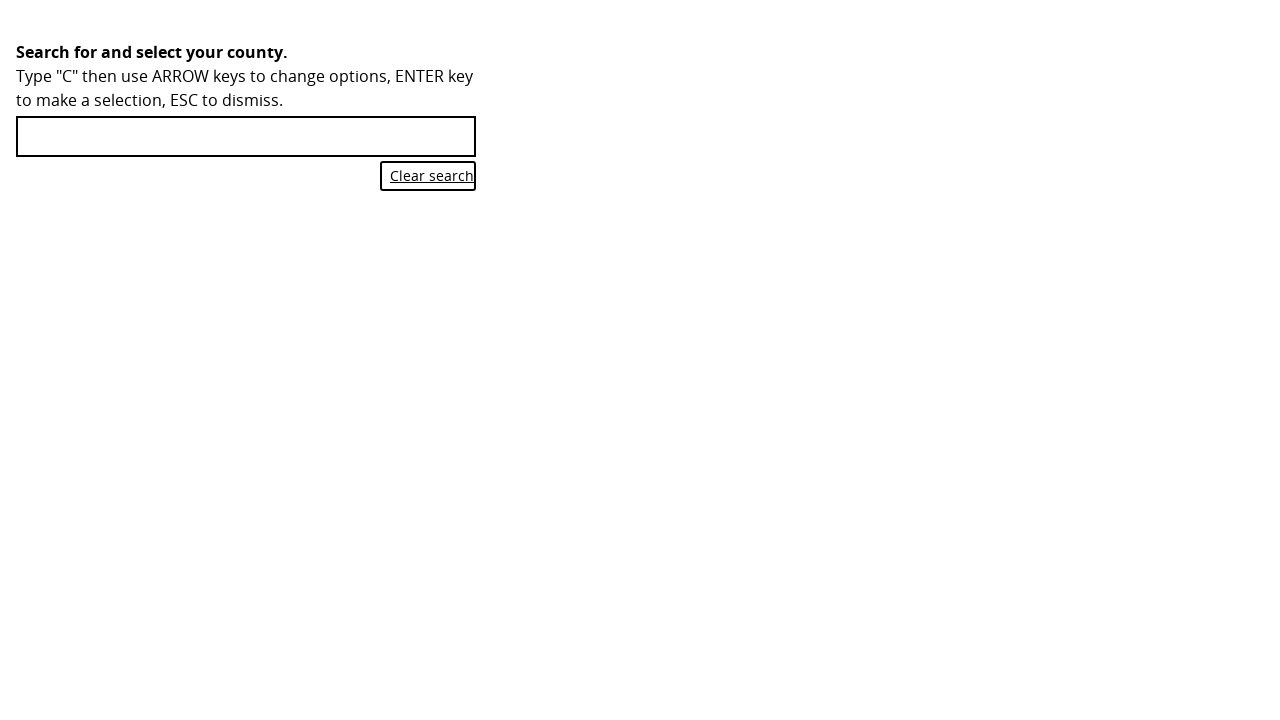 Search for and select your county.
Type "C" then use ARROW keys to change options, ENTER key
to make a selection, ESC to dismiss.
Clear search